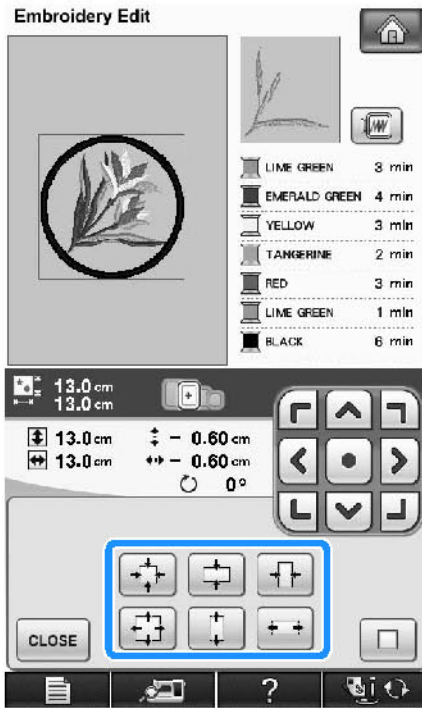 Embroidery Edit
LIME GREEN 3 min
EMERALD GREEN 4 min
YELLOW 3 min
TANGERINE 2 min
RED 3 min
LIME GREEN 1 min
BLACK 6 min
13.0 cm
13.0 cm
13.0 cm - 0.60 cm
13.0 cm - 0.60 cm
0°
CLOSE
?